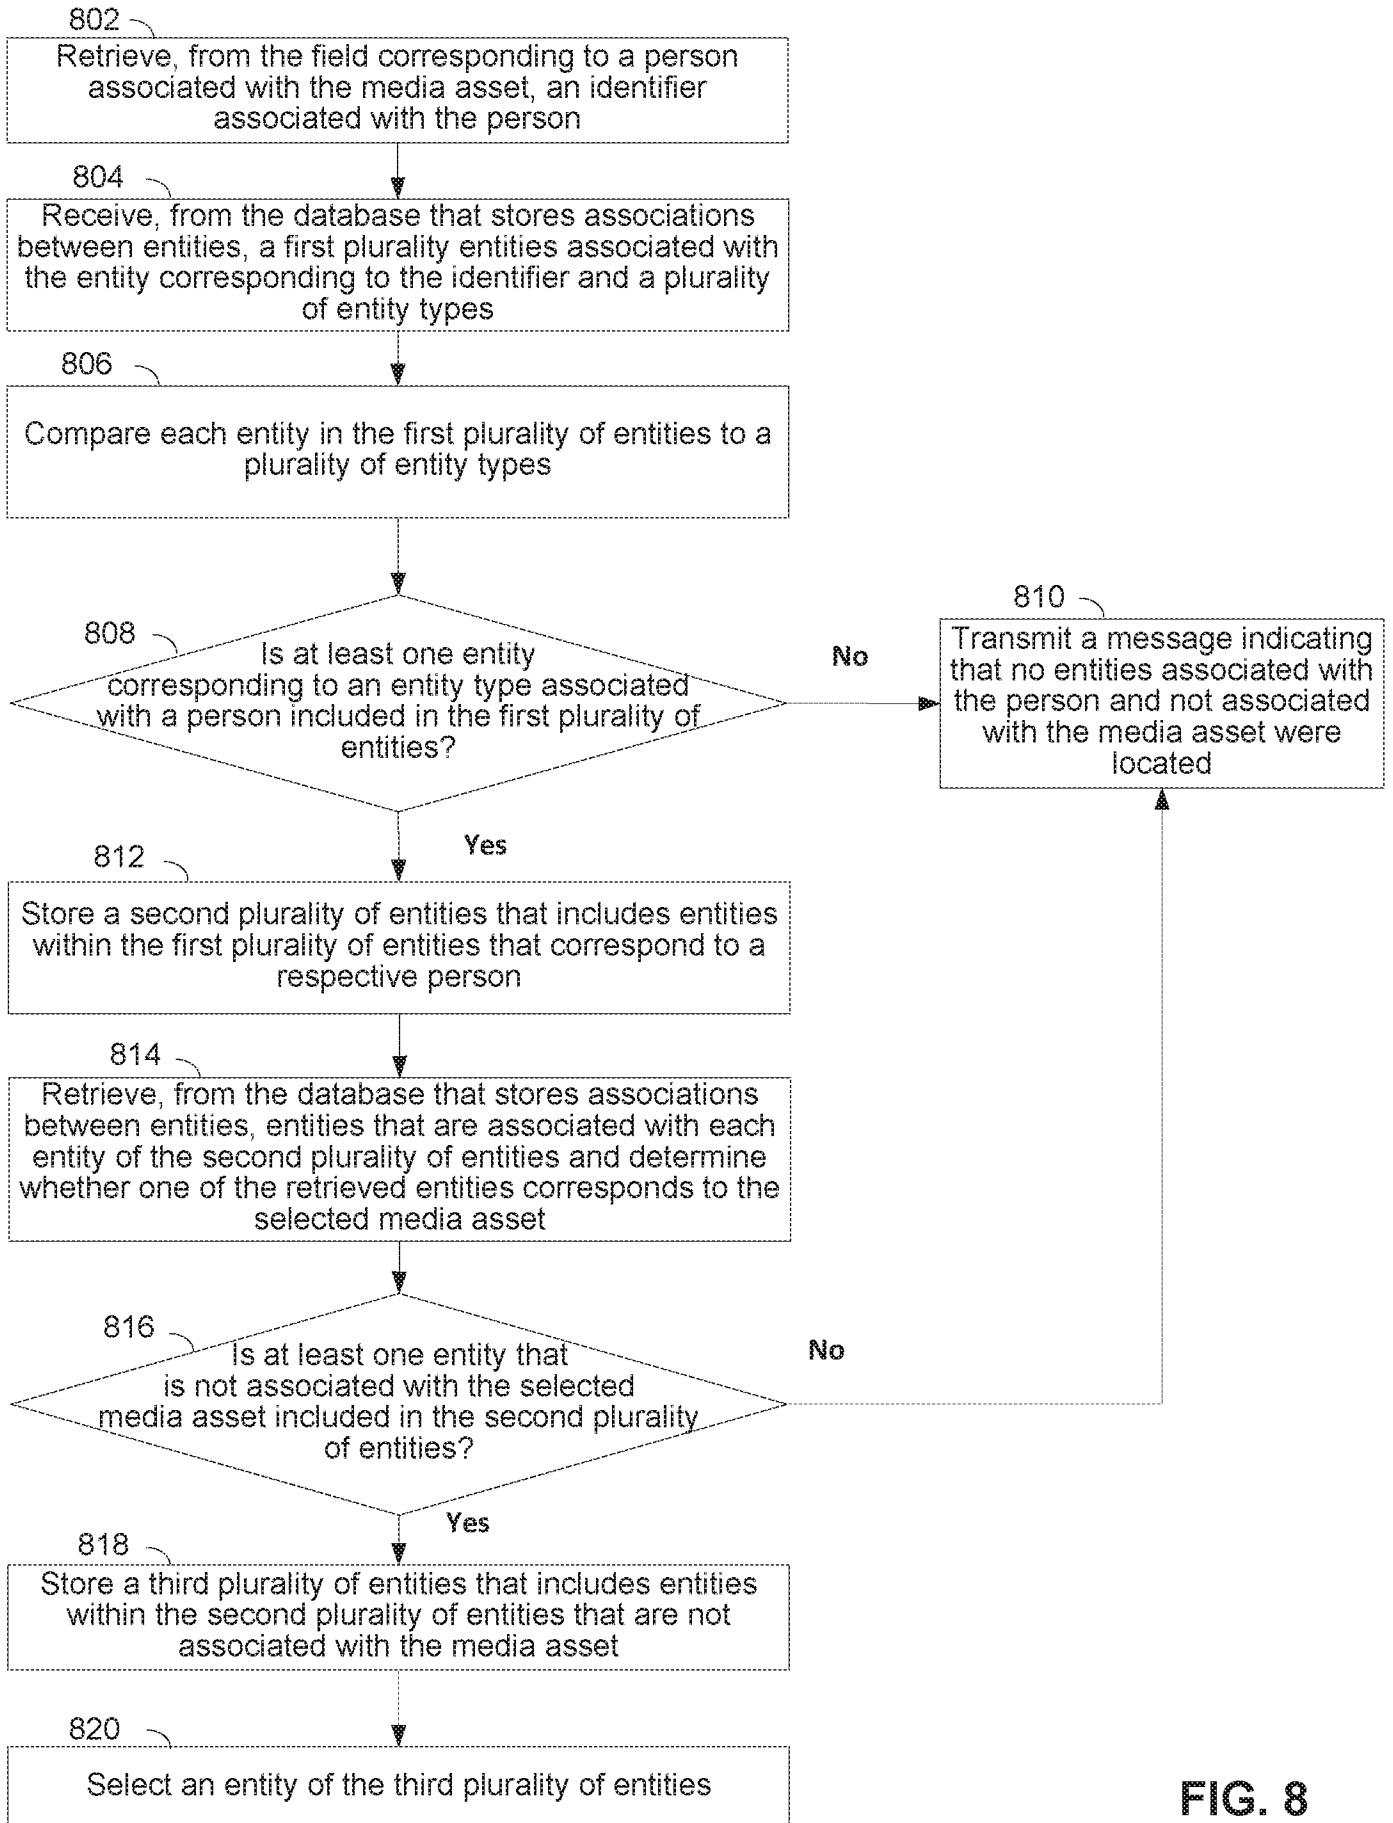 802
Retrieve, from the field corresponding to a person
associated with the media asset, an identifier
associated with the person
804
Receive, from the database that stores associations
between entities, a first plurality entities associated with
the entity corresponding to the identifier and a plurality
of entity types
806
Compare each entity in the first plurality of entities to a
plurality of entity types
808
Is at least one entity
corresponding to an entity type associated
with a person included in the first plurality of
entities?
No
810
Transmit a message indicating
that no entities associated with
the person and not associated
with the media asset were
located
Yes
812
Store a second plurality of entities that includes entities
within the first plurality of entities that correspond to a
respective person
814
Retrieve, from the database that stores associations
between entities, entities that are associated with each
entity of the second plurality of entities and determine
whether one of the retrieved entities corresponds to the
selected media asset
816
Is at least one entity that
is not associated with the selected
media asset included in the second plurality
of entities?
No
Yes
818
Store a third plurality of entities that includes entities
within the second plurality of entities that are not
associated with the media asset
820
Select an entity of the third plurality of entities
FIG. 8